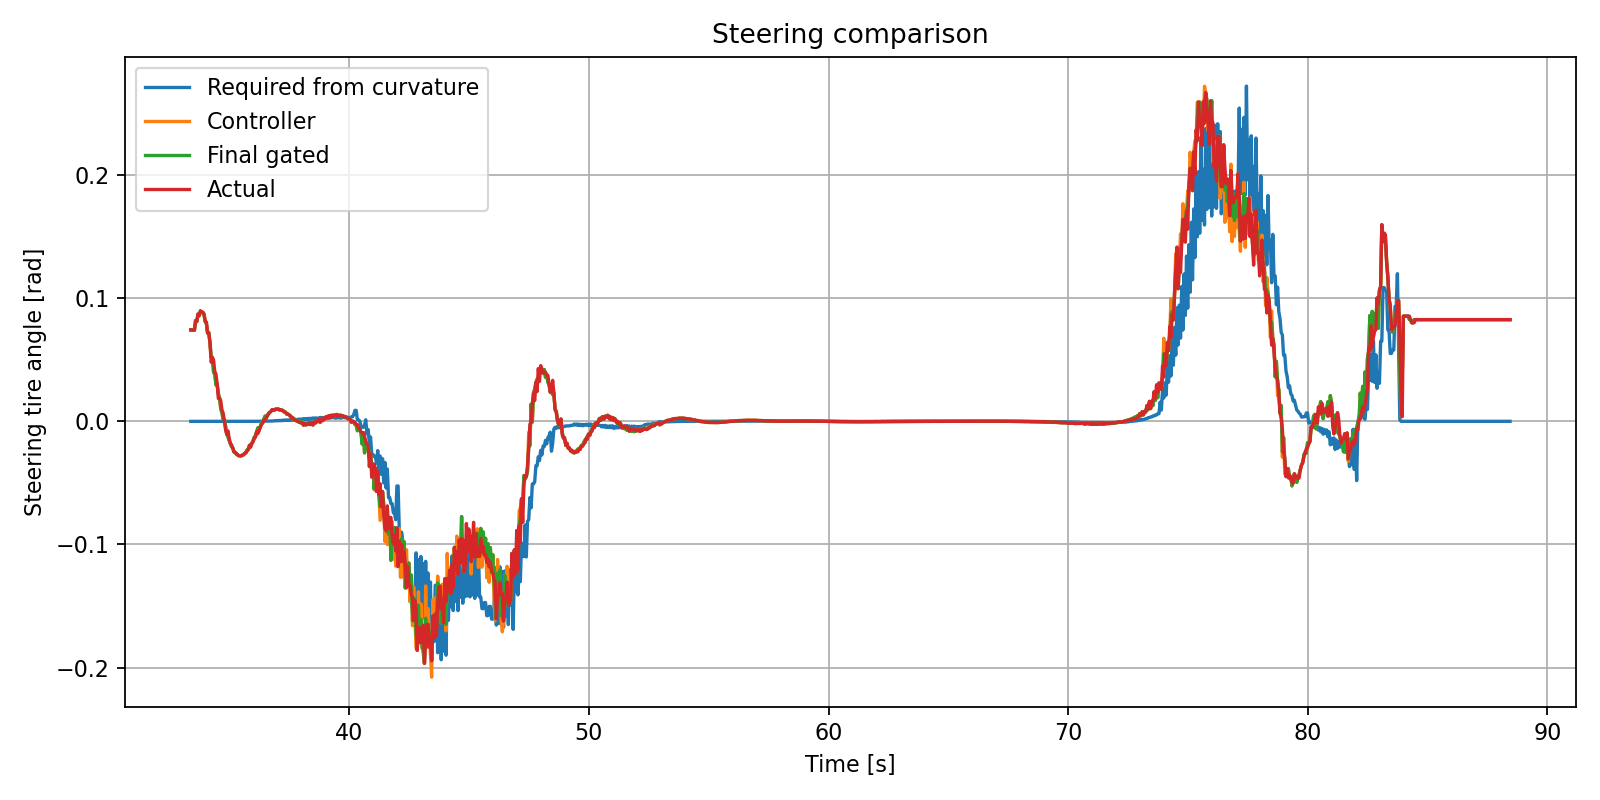 Steering comparison
Required from curvature
Controller
Final gated
Actual
Steering tire angle [rad]
0.2
0.1
0.0
−0.1
−0.2
40 50 60 70 80 90
Time [s]